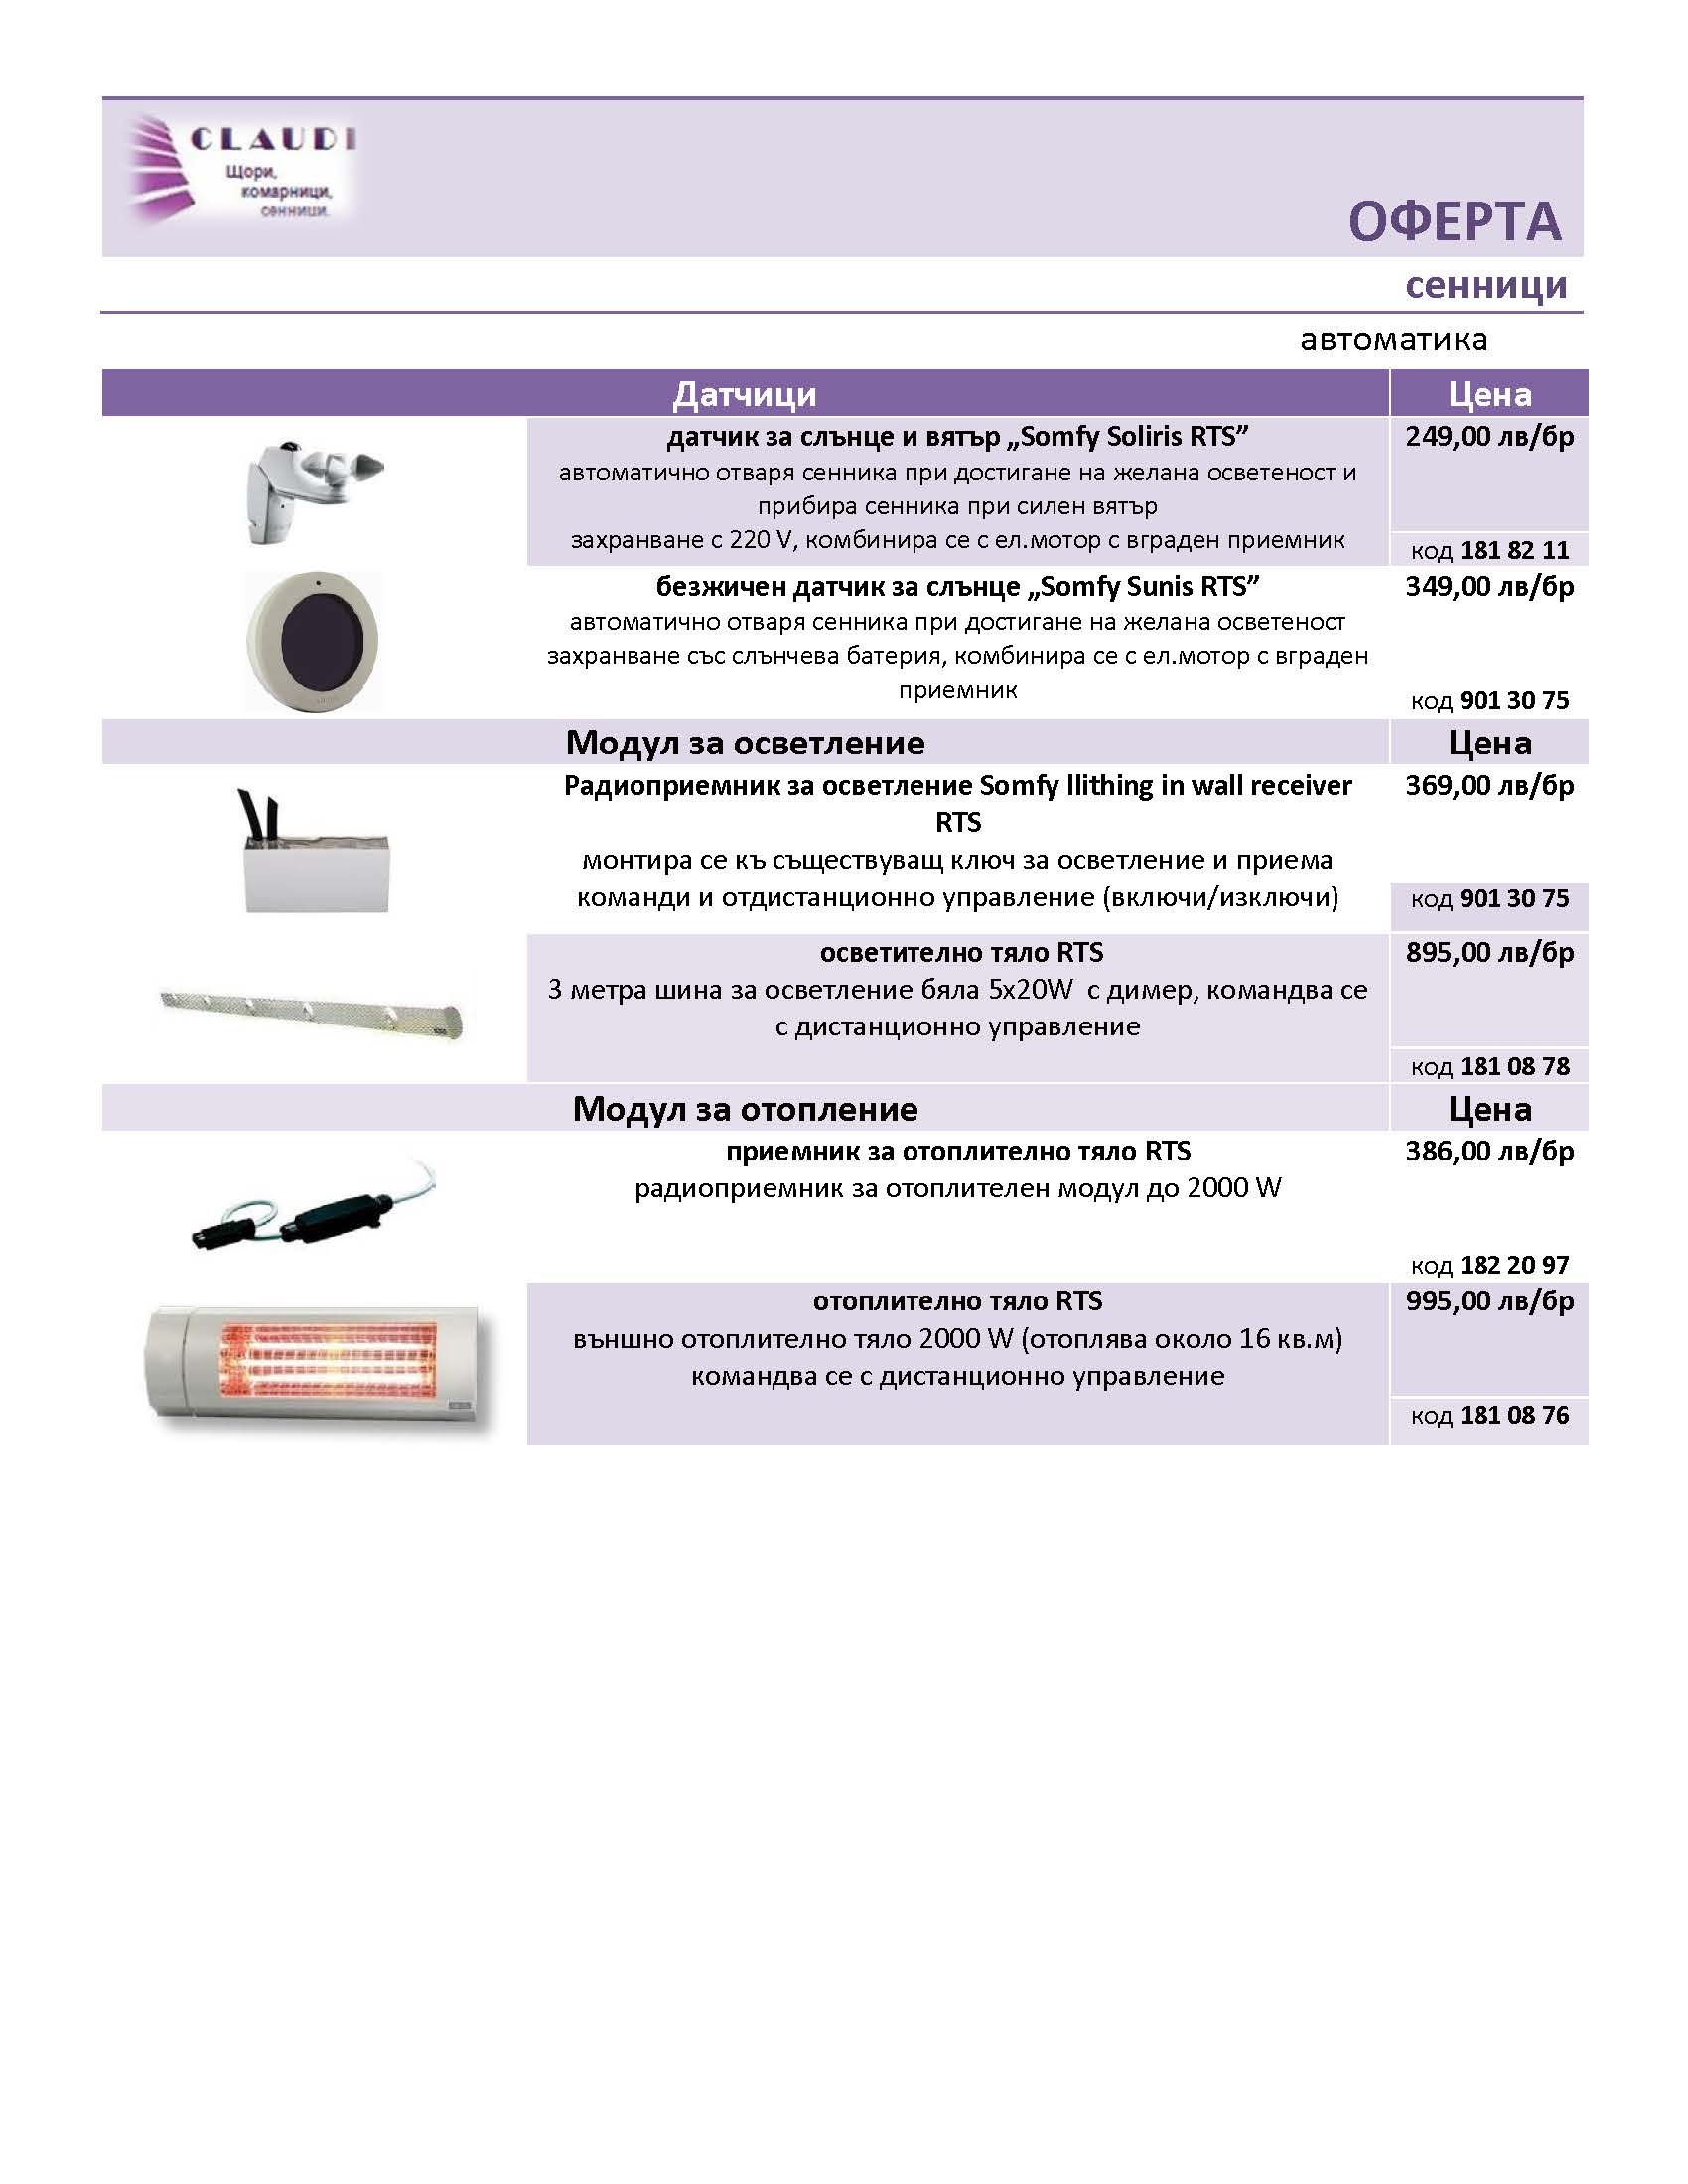 CLAUDI
Щори,
комарници,
сенници.
ОФЕРТА
сенници
автоматика
Датчици Цена
датчик за слънце и вятър „Somfy Soliris RTS” 249,00 лв/бр
автоматично отваря сенника при достигане на желана осветеност и
прибира сенника при силен вятър
захранване с 220 V, комбинира се с ел.мотор с вграден приемник
код 181 82 11
безжичен датчик за слънце „Somfy Sunis RTS” 349,00 лв/бр
автоматично отваря сенника при достигане на желана осветеност
захранване със слънчева батерия, комбинира се с ел.мотор с вграден
приемник
код 901 30 75
Модул за осветление Цена
Радиоприемник за осветление Somfy llithing in wall receiver 369,00 лв/бр
RTS
монтира се къ съществуващ ключ за осветление и приема
команди и отдистанционно управление (включи/изключи)
код 901 30 75
осветително тяло RTS 895,00 лв/бр
3 метра шина за осветление бяла 5x20W с димер, командва се
с дистанционно управление
код 181 08 78
Модул за отопление Цена
приемник за отоплително тяло RTS 386,00 лв/бр
радиоприемник за отоплителен модул до 2000 W
код 182 20 97
отоплително тяло RTS 995,00 лв/бр
външно отоплително тяло 2000 W (отоплява около 16 кв.м)
командва се с дистанционно управление
код 181 08 76